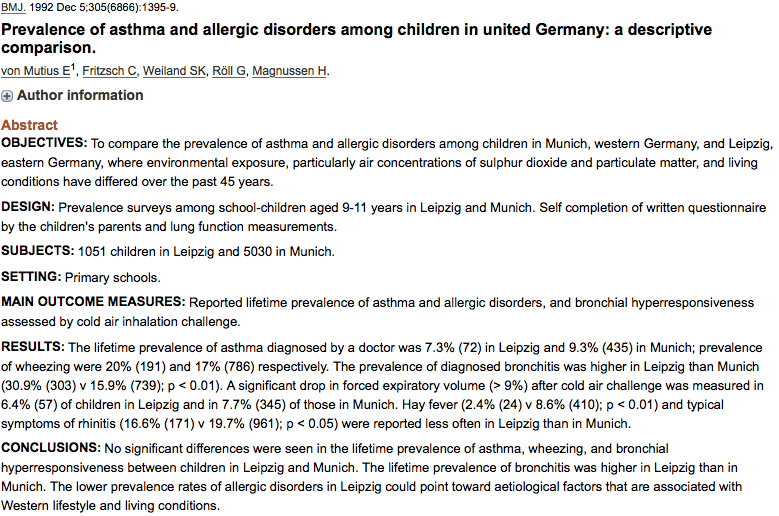 BMJ. 1992 Dec 5;305(6866):1395-9.
Prevalence of asthma and allergic disorders among children in united Germany: a descriptive
comparison.
von Mutius E1, Fritzsch C, Weiland SK, Röll G, Magnussen H.
Author information
Abstract
OBJECTIVES: To compare the prevalence of asthma and allergic disorders among children in Munich, western Germany, and Leipzig,
eastern Germany, where environmental exposure, particularly air concentrations of sulphur dioxide and particulate matter, and living
conditions have differed over the past 45 years.
DESIGN: Prevalence surveys among school-children aged 9-11 years in Leipzig and Munich. Self completion of written questionnaire
by the children's parents and lung function measurements.
SUBJECTS: 1051 children in Leipzig and 5030 in Munich.
SETTING: Primary schools.
MAIN OUTCOME MEASURES: Reported lifetime prevalence of asthma and allergic disorders, and bronchial hyperresponsiveness
assessed by cold air inhalation challenge.
RESULTS: The lifetime prevalence of asthma diagnosed by a doctor was 7.3% (72) in Leipzig and 9.3% (435) in Munich; prevalence
of wheezing were 20% (191) and 17% (786) respectively. The prevalence of diagnosed bronchitis was higher in Leipzig than Munich
(30.9% (303) v 15.9% (739); p < 0.01). A significant drop in forced expiratory volume (> 9%) after cold air challenge was measured in
6.4% (57) of children in Leipzig and in 7.7% (345) of those in Munich. Hay fever (2.4% (24) v 8.6% (410); p < 0.01) and typical
symptoms of rhinitis (16.6% (171) v 19.7% (961); p < 0.05) were reported less often in Leipzig than in Munich.
CONCLUSIONS: No significant differences were seen in the lifetime prevalence of asthma, wheezing, and bronchial
hyperresponsiveness between children in Leipzig and Munich. The lifetime prevalence of bronchitis was higher in Leipzig than in
Munich. The lower prevalence rates of allergic disorders in Leipzig could point toward aetiological factors that are associated with
Western lifestyle and living conditions.